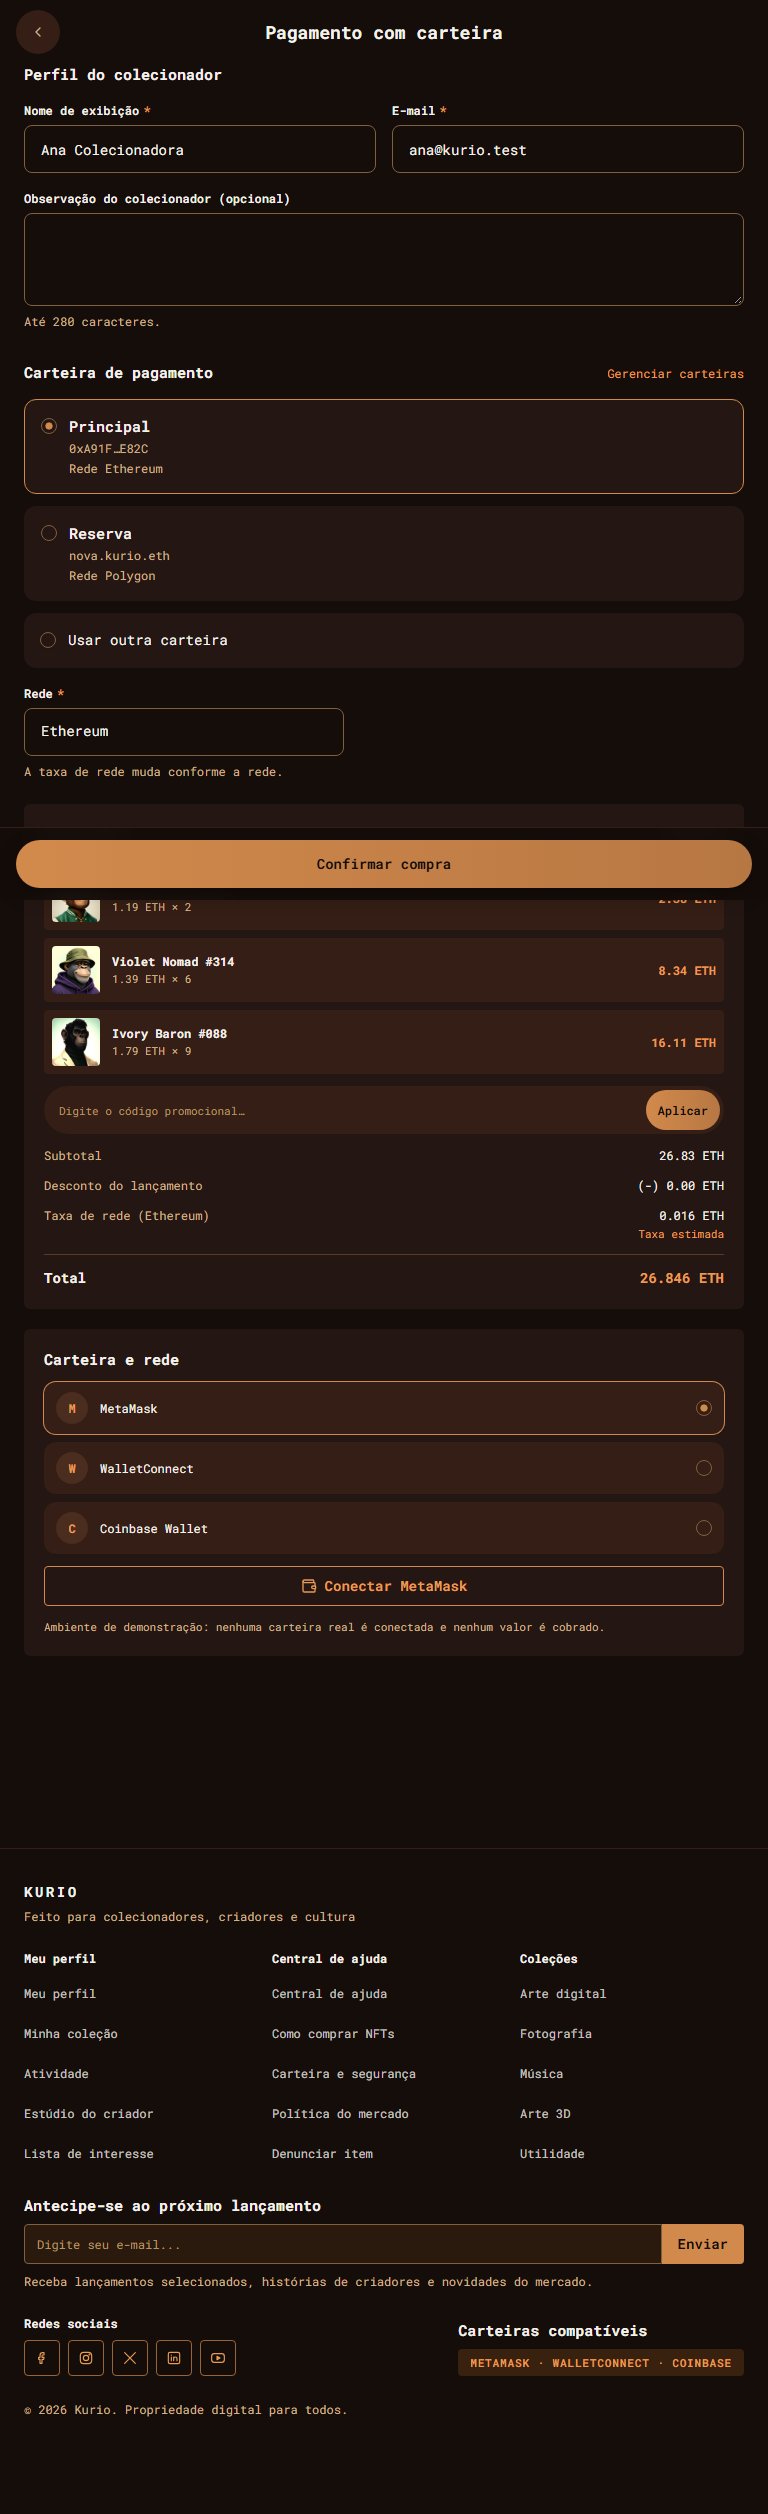 Pagamento com carteira
Perfil do colecionador
Nome de exibição *
E-mail *
Ana Colecionadora
ana@kurio.test
Observação do colecionador (opcional)
Até 280 caracteres.
Carteira de pagamento
Gerenciar carteiras
Principal
0xA91F…E82C
Rede Ethereum
Reserva
nova.kurio.eth
Rede Polygon
Usar outra carteira
Rede *
Ethereum
A taxa de rede muda conforme a rede.
Confirmar compra
1.19 ETH × 2
Violet Nomad #314
1.39 ETH × 6
8.34 ETH
Ivory Baron #088
1.79 ETH × 9
16.11 ETH
Digite o código promocional…
Aplicar
Subtotal
26.83 ETH
Desconto do lançamento
(-) 0.00 ETH
Taxa de rede (Ethereum)
0.016 ETH
Taxa estimada
Total
26.846 ETH
Carteira e rede
M
MetaMask
W
WalletConnect
C
Coinbase Wallet
Conectar MetaMask
Ambiente de demonstração: nenhuma carteira real é conectada e nenhum valor é cobrado.
KURIO
Feito para colecionadores, criadores e cultura
Meu perfil
Central de ajuda
Coleções
Meu perfil
Central de ajuda
Arte digital
Minha coleção
Como comprar NFTs
Fotografia
Atividade
Carteira e segurança
Música
Estúdio do criador
Política do mercado
Arte 3D
Lista de interesse
Denunciar item
Utilidade
Antecipe-se ao próximo lançamento
Digite seu e-mail...
Enviar
Receba lançamentos selecionados, histórias de criadores e novidades do mercado.
Redes sociais
Carteiras compatíveis
METAMASK · WALLETCONNECT · COINBASE
© 2026 Kurio. Propriedade digital para todos.